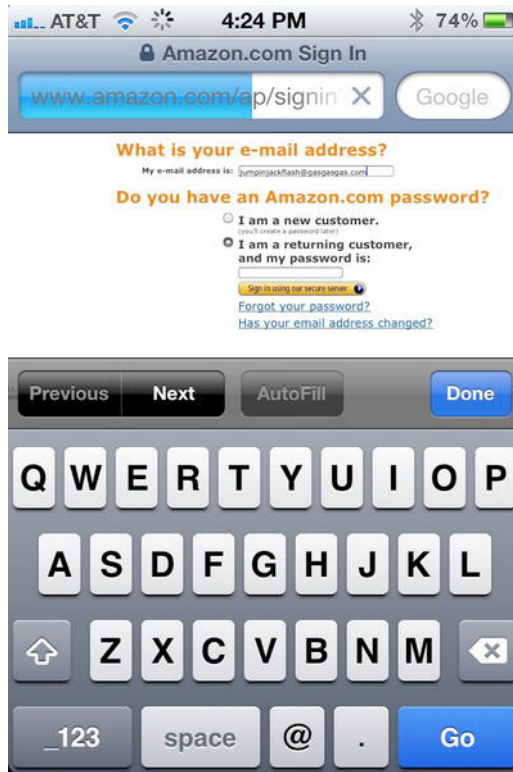 AT&T 4:24 PM 74%
Amazon.com Sign In
www.amazon.com/ap/signin Google
What is your e-mail address?
My e-mail address is: jumpinjackflash@gasgasgas.com
Do you have an Amazon.com password?
I am a new customer.
(you'll create a password later)
I am a returning customer,
and my password is:
Sign in using our secure server
Forgot your password?
Has your email address changed?
Previous Next AutoFill Done
Q W E R T Y U I O P
A S D F G H J K L
Z X C V B N M
_123 space @ . Go